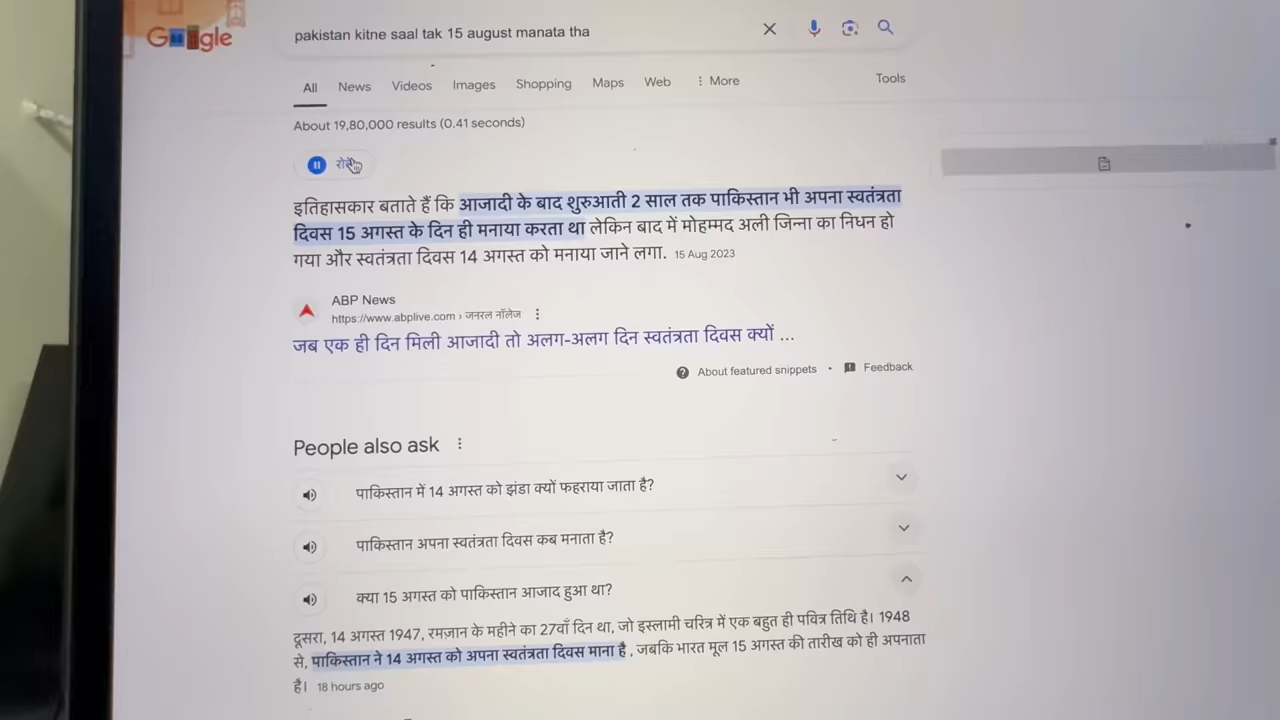 Google
pakistan kitne saal tak 15 august manata tha
All News Videos Images Shopping Maps Web More Tools
About 19,80,000 results (0.41 seconds)
इतिहासकार बताते हैं कि आजादी के बाद शुरुआती 2 साल तक पाकिस्तान भी अपना स्वतंत्रता
दिवस 15 अगस्त के दिन ही मनाया करता था लेकिन बाद में मोहम्मद अली जिन्ना का निधन हो
गया और स्वतंत्रता दिवस 14 अगस्त को मनाया जाने लगा. 15 Aug 2023
ABP News
https://www.abplive.com › जनरल नॉलेज
जब एक ही दिन मिली आजादी तो अलग-अलग दिन स्वतंत्रता दिवस क्यों ...
About featured snippets • Feedback
People also ask
पाकिस्तान में 14 अगस्त को झंडा क्यों फहराया जाता है?
पाकिस्तान अपना स्वतंत्रता दिवस कब मनाता है?
क्या 15 अगस्त को पाकिस्तान आजाद हुआ था?
दूसरा, 14 अगस्त 1947, रमज़ान के महीने का 27वाँ दिन था, जो इस्लामी चरित्र में एक बहुत ही पवित्र तिथि है। 1948
से, पाकिस्तान ने 14 अगस्त को अपना स्वतंत्रता दिवस माना है , जबकि भारत मूल 15 अगस्त की तारीख को ही अपनाता
है। 18 hours ago